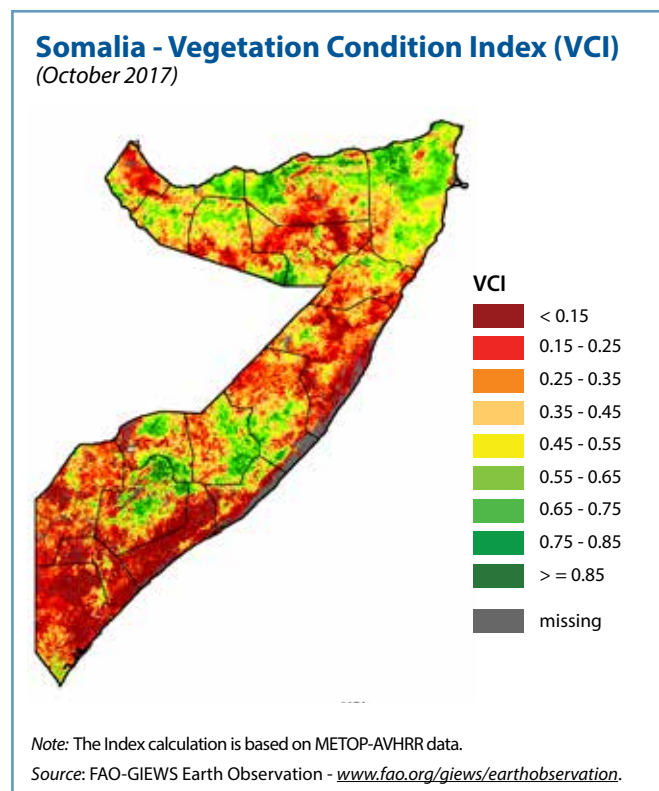 Somalia - Vegetation Condition Index (VCI)
(October 2017)
VCI
< 0.15
0.15 - 0.25
0.25 - 0.35
0.35 - 0.45
0.45 - 0.55
0.55 - 0.65
0.65 - 0.75
0.75 - 0.85
> = 0.85
missing
Note: The Index calculation is based on METOP-AVHRR data.
Source: FAO-GIEWS Earth Observation - www.fao.org/giews/earthobservation.